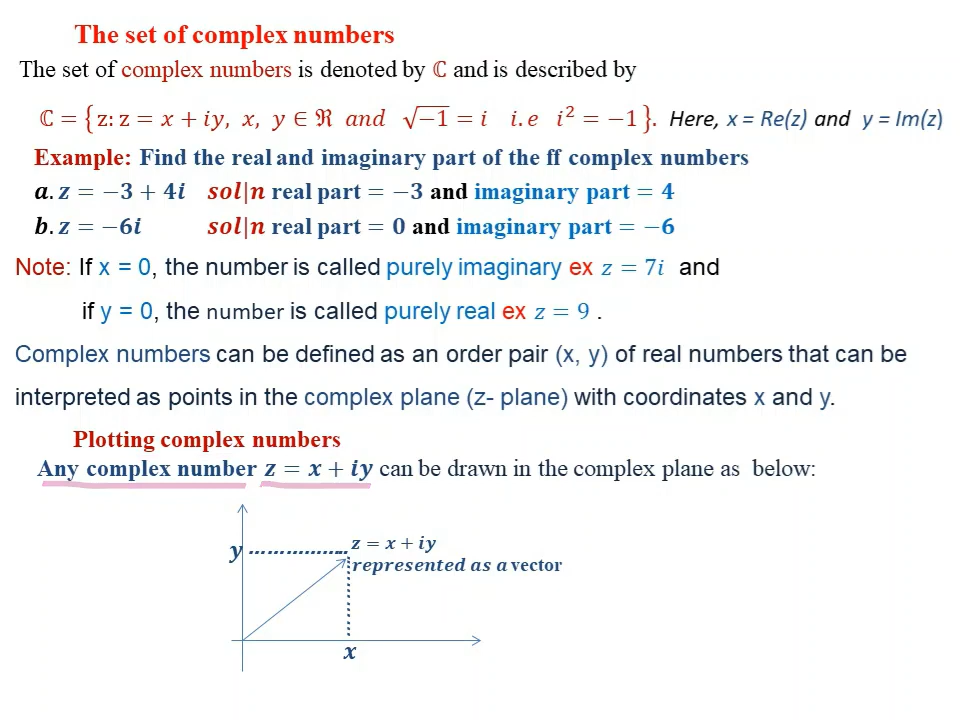 The set of complex numbers
The set of complex numbers is denoted by ℂ and is described by
ℂ = {z: z = x + iy, x, y ∈ ℜ and √−1 = i i.e i² = −1}. Here, x = Re(z) and y = Im(z)
Example: Find the real and imaginary part of the ff complex numbers
a. z = −3 + 4i sol|n real part = −3 and imaginary part = 4
b. z = −6i sol|n real part = 0 and imaginary part = −6
Note: If x = 0, the number is called purely imaginary ex z = 7i and
if y = 0, the number is called purely real ex z = 9 .
Complex numbers can be defined as an order pair (x, y) of real numbers that can be
interpreted as points in the complex plane (z- plane) with coordinates x and y.
Plotting complex numbers
Any complex number z = x + iy can be drawn in the complex plane as below:
z = x + iy
y
represented as a vector
x